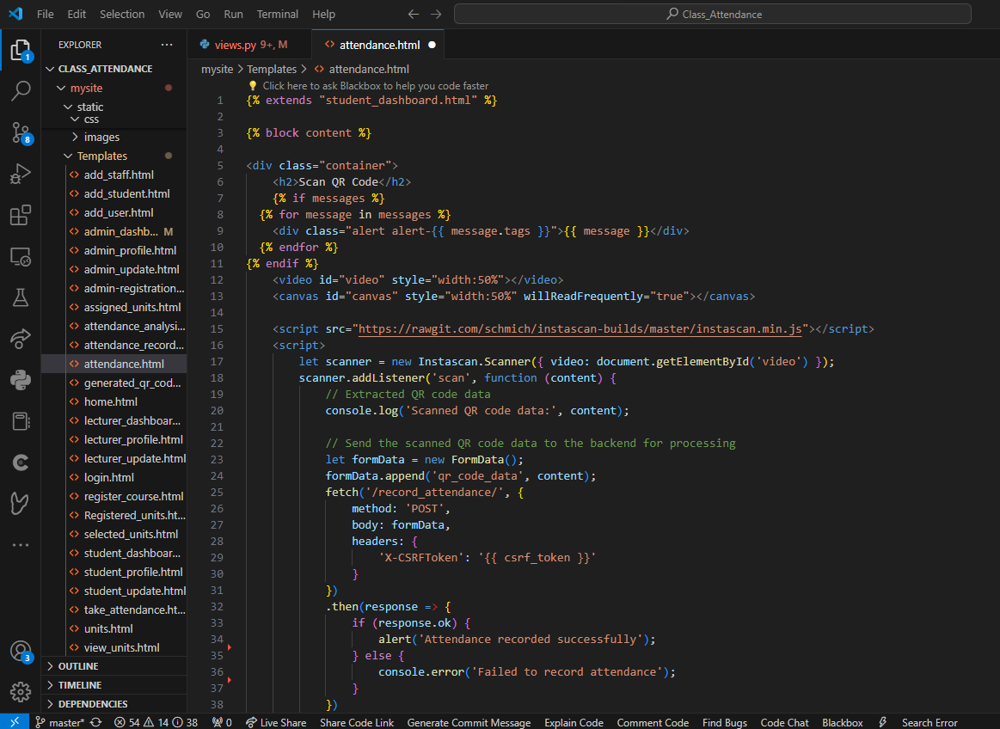 File Edit Selection View Go Run Terminal Help Class_Attendance
EXPLORER
views.py 9+, M attendance.html
CLASS_ATTENDANCE
mysite
static
css
images
Templates
add_staff.html
add_student.html
add_user.html
admin_dashb... M
admin_profile.html
admin_update.html
admin-registration...
assigned_units.html
attendance_analysi...
attendance_record...
attendance.html
generated_qr_cod...
home.html
lecturer_dashboar...
lecturer_profile.html
lecturer_update.html
login.html
register_course.html
Registered_units.ht...
selected_units.html
student_dashboar...
student_profile.html
student_update.html
take_attendance.ht...
units.html
view_units.html
OUTLINE
TIMELINE
DEPENDENCIES
1
8
3
mysite > Templates > attendance.html
Click here to ask Blackbox to help you code faster
1 {% extends "student_dashboard.html" %}
2
3 {% block content %}
4
5 <div class="container">
6 <h2>Scan QR Code</h2>
7 {% if messages %}
8 {% for message in messages %}
9 <div class="alert alert-{{ message.tags }}">{{ message }}</div>
10 {% endfor %}
11 {% endif %}
12 <video id="video" style="width:50%"></video>
13 <canvas id="canvas" style="width:50%" willReadFrequently="true"></canvas>
14
15 <script src="https://rawgit.com/schmich/instascan-builds/master/instascan.min.js"></script>
16 <script>
17 let scanner = new Instascan.Scanner({ video: document.getElementById('video') });
18 scanner.addListener('scan', function (content) {
19 // Extracted QR code data
20 console.log('Scanned QR code data:', content);
21
22 // Send the scanned QR code data to the backend for processing
23 let formData = new FormData();
24 formData.append('qr_code_data', content);
25 fetch('/record_attendance/', {
26 method: 'POST',
27 body: formData,
28 headers: {
29 'X-CSRFToken': '{{ csrf_token }}'
30 }
31 })
32 .then(response => {
33 if (response.ok) {
34 alert('Attendance recorded successfully');
35 } else {
36 console.error('Failed to record attendance');
37 }
38 })
master* 54 14 38 0 Live Share Share Code Link Generate Commit Message Explain Code Comment Code Find Bugs Code Chat Blackbox Search Error